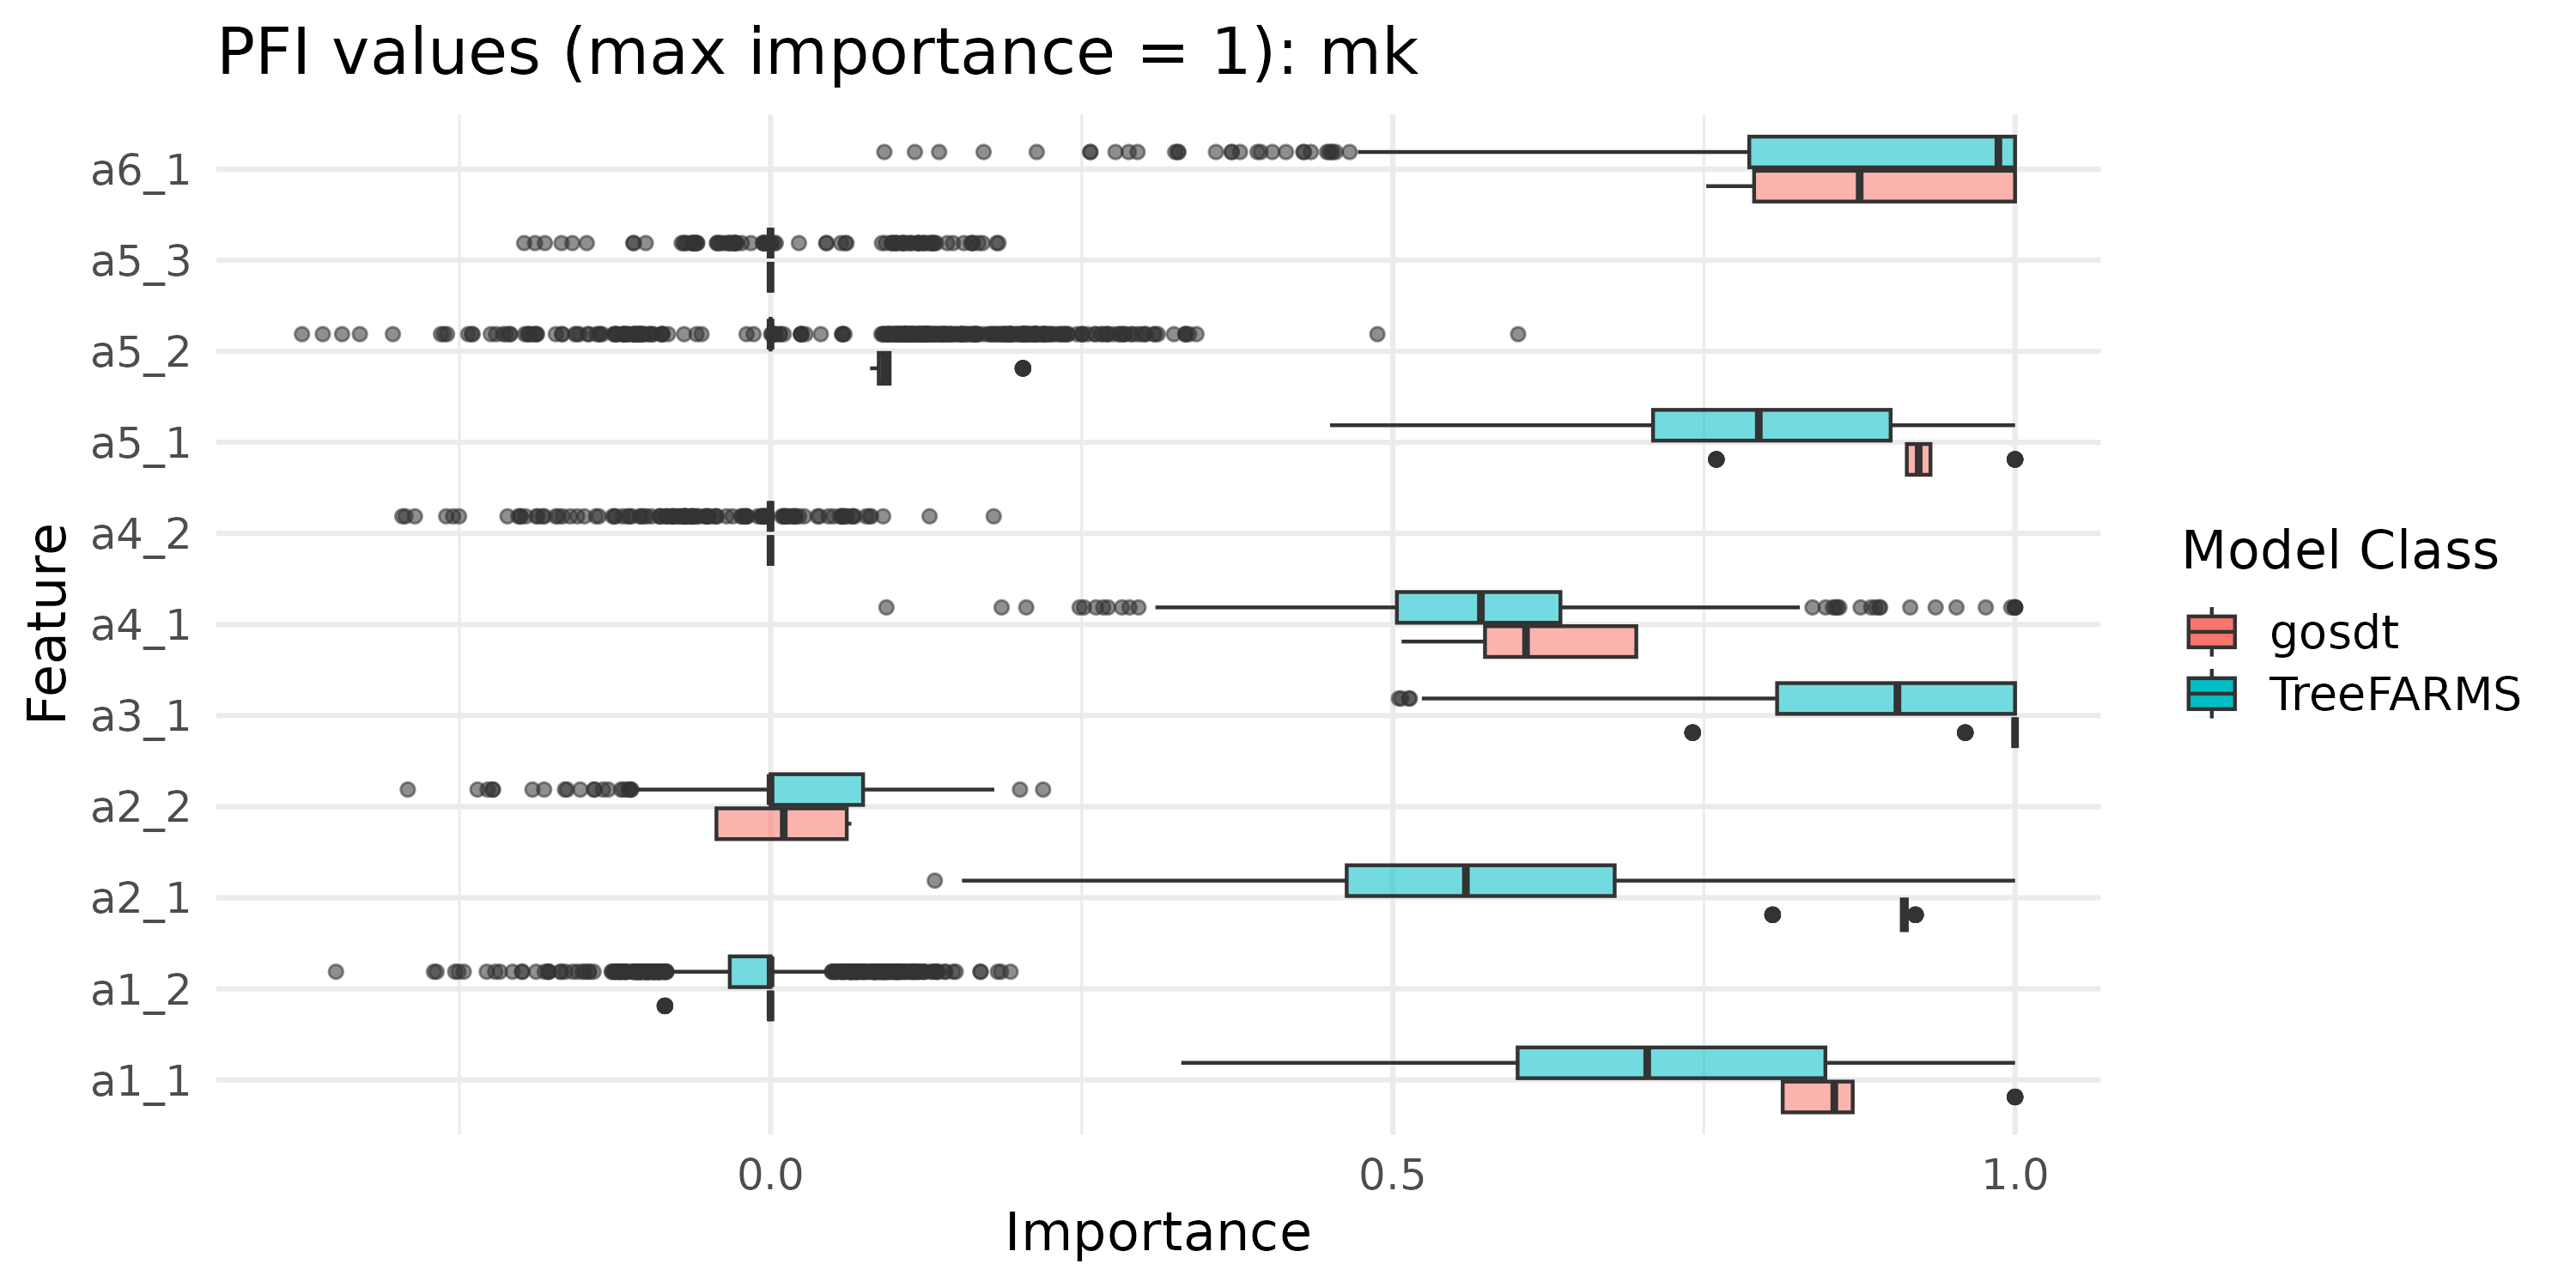 PFI values (max importance = 1): mk
a6_1
a5_3
a5_2
a5_1
a4_2
a4_1
a3_1
a2_2
a2_1
a1_2
a1_1
Feature
0.0 0.5 1.0
Importance
Model Class
gosdt
TreeFARMS